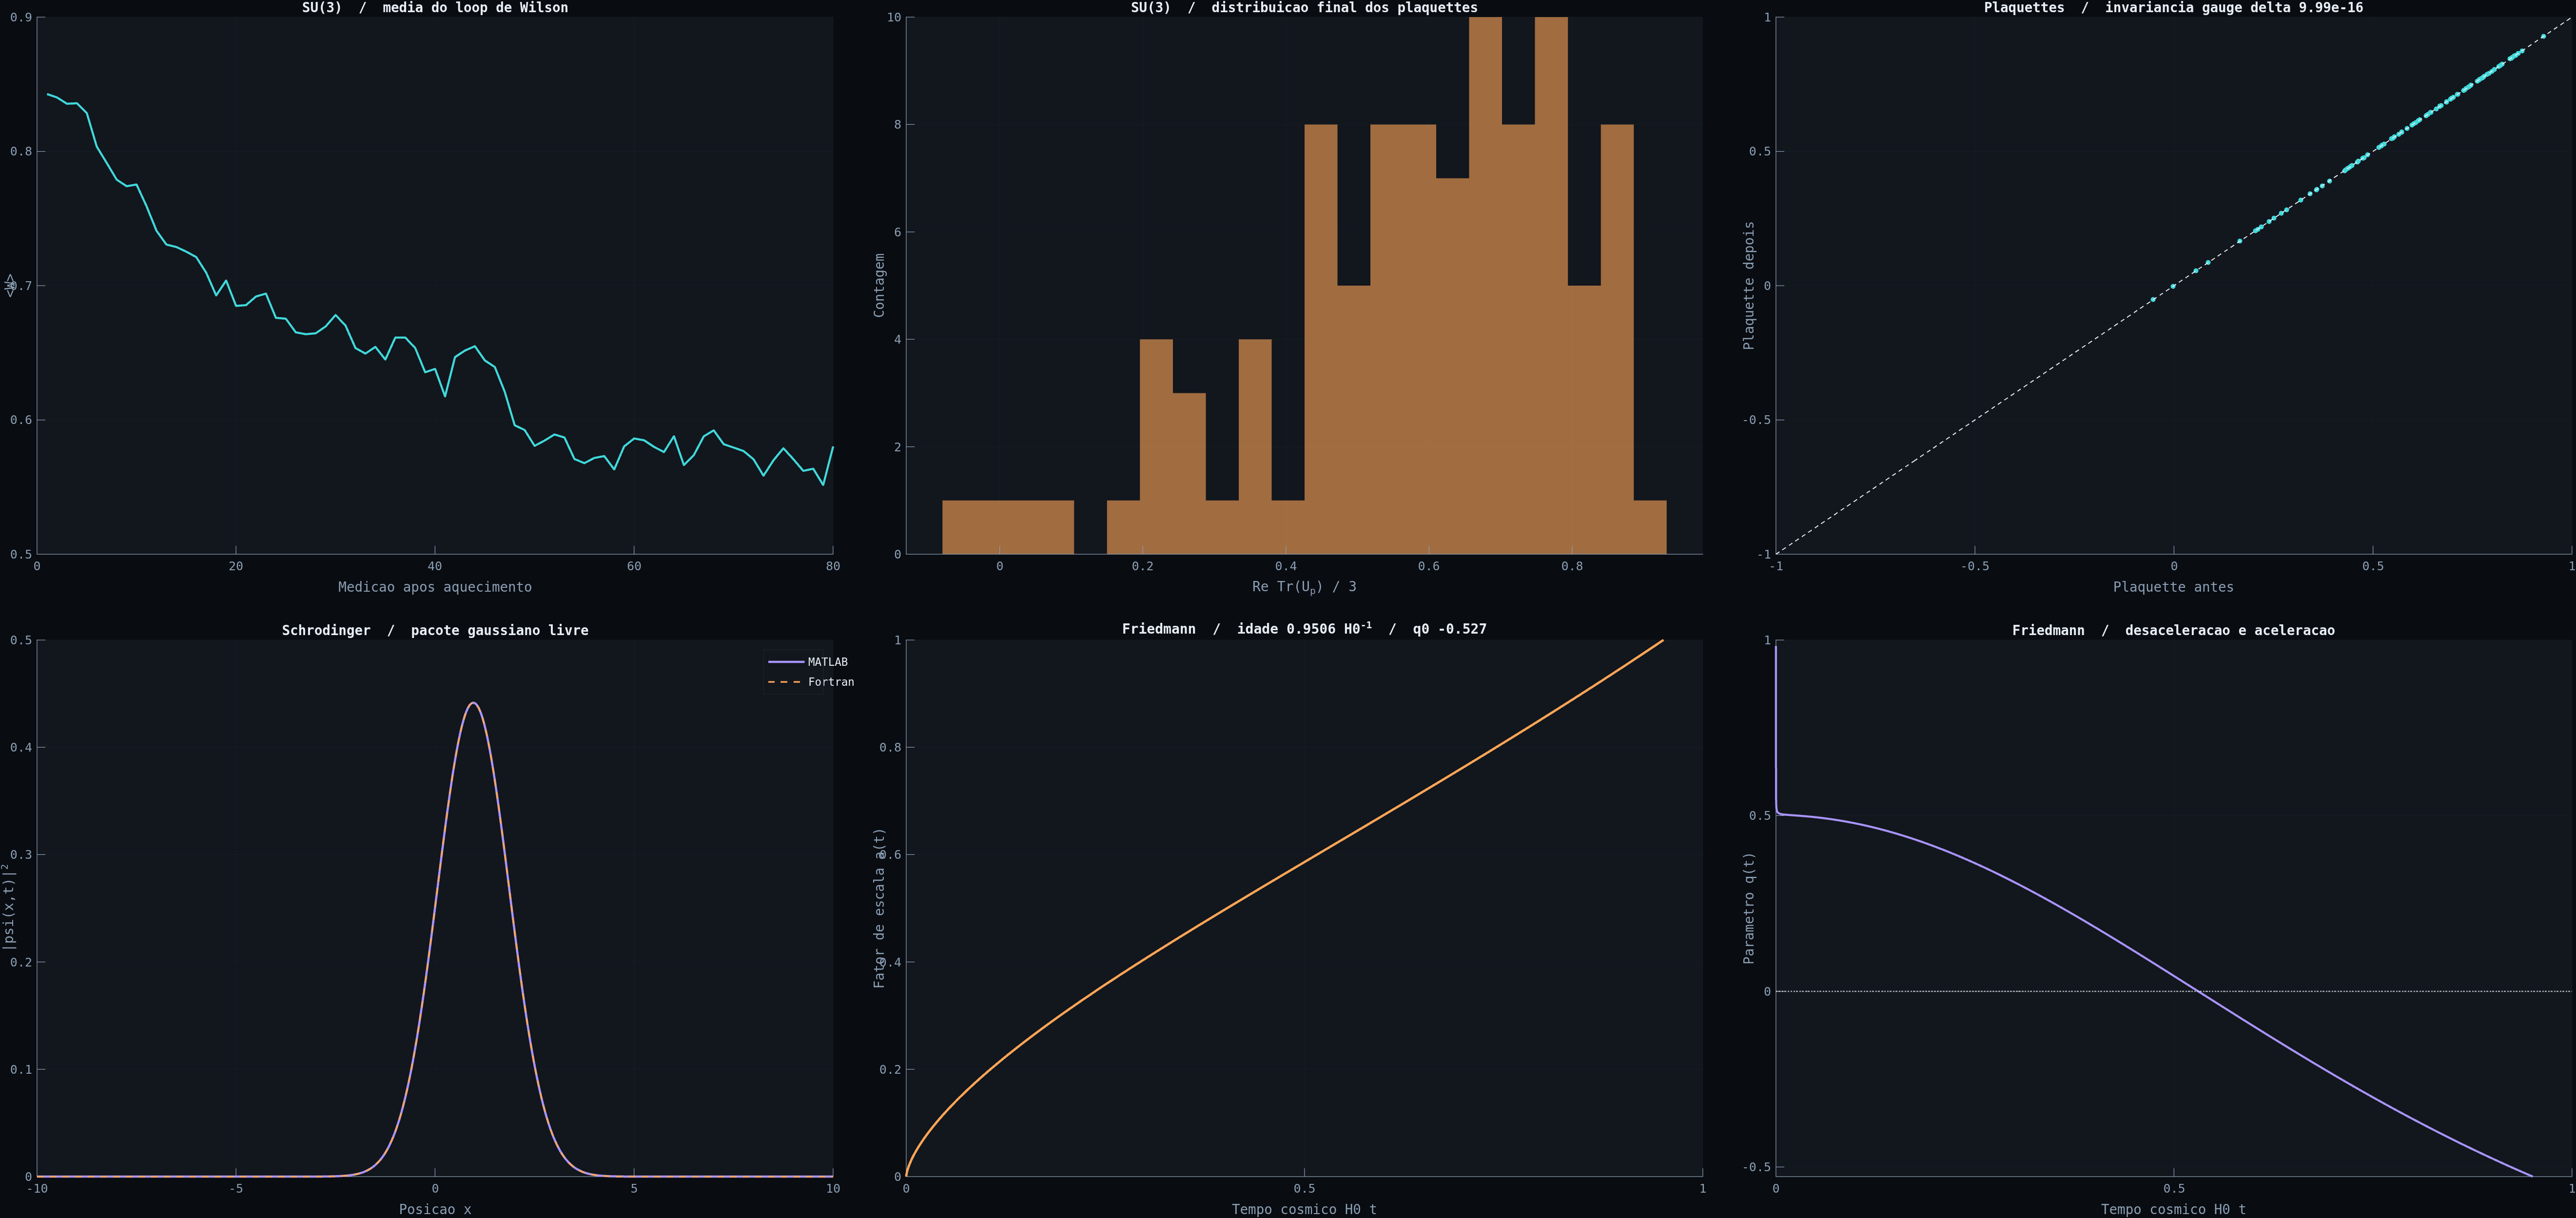 SU(3)  /  media do loop de Wilson
0.9
0.8
0.7
0.6
0.5
<W>
0
20
40
60
80
Medicao apos aquecimento
SU(3)  /  distribuicao final dos plaquettes
10
8
6
4
2
0
Contagem
0
0.2
0.4
0.6
0.8
Re Tr(Up) / 3
Plaquettes  /  invariancia gauge delta 9.99e-16
1
0.5
0
-0.5
-1
Plaquette depois
-1
-0.5
0
0.5
1
Plaquette antes
Schrodinger  /  pacote gaussiano livre
0.5
0.4
0.3
0.2
0.1
0
|psi(x,t)|²
MATLAB
Fortran
-10
-5
0
5
10
Posicao x
Friedmann  /  idade 0.9506 H0⁻¹  /  q0 -0.527
1
0.8
0.6
0.4
0.2
0
Fator de escala a(t)
0
0.5
1
Tempo cosmico H0 t
Friedmann  /  desaceleracao e aceleracao
1
0.5
0
-0.5
Parametro q(t)
0
0.5
1
Tempo cosmico H0 t